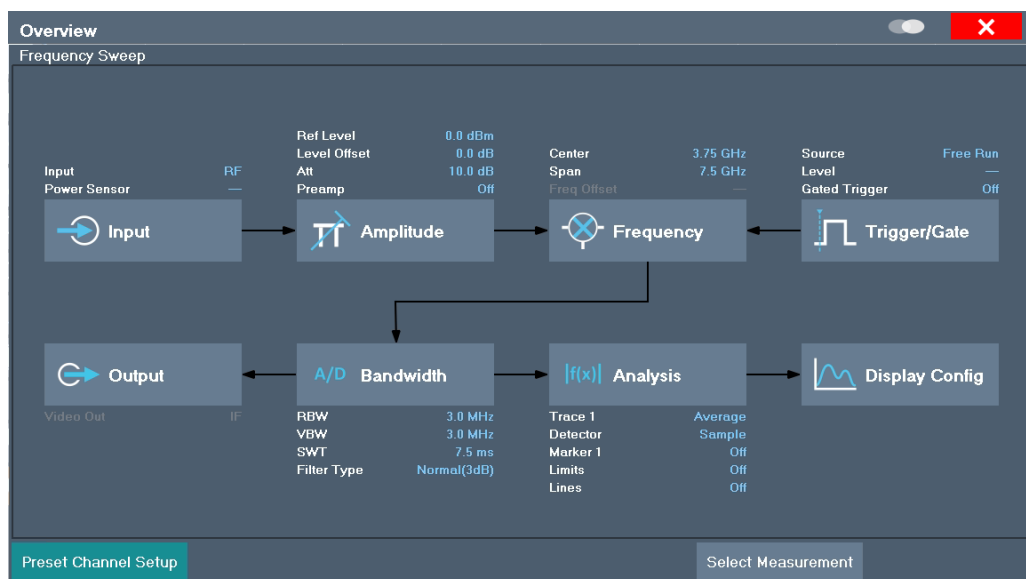 Overview
Frequency Sweep
Input RF
Power Sensor —
Ref Level 0.0 dBm
Level Offset 0.0 dB
Att 10.0 dB
Preamp Off
Center 3.75 GHz
Span 7.5 GHz
Freq Offset —
Source Free Run
Level —
Gated Trigger Off
Input
Amplitude
Frequency
Trigger/Gate
Output
A/D Bandwidth
|f(x)| Analysis
Display Config
Video Out IF
RBW 3.0 MHz
VBW 3.0 MHz
SWT 7.5 ms
Filter Type Normal(3dB)
Trace 1 Average
Detector Sample
Marker 1 Off
Limits Off
Lines Off
Preset Channel Setup
Select Measurement